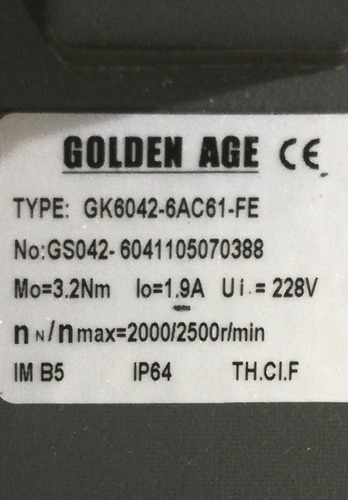 GOLDEN AGE CE
TYPE: GK6042-6AC61-FE
No:GS042-6041105070388
Mo=3.2Nm Io=1.9A Ui.=228V
nN/nmax=2000/2500r/min
IM B5 IP64 TH.Cl.F